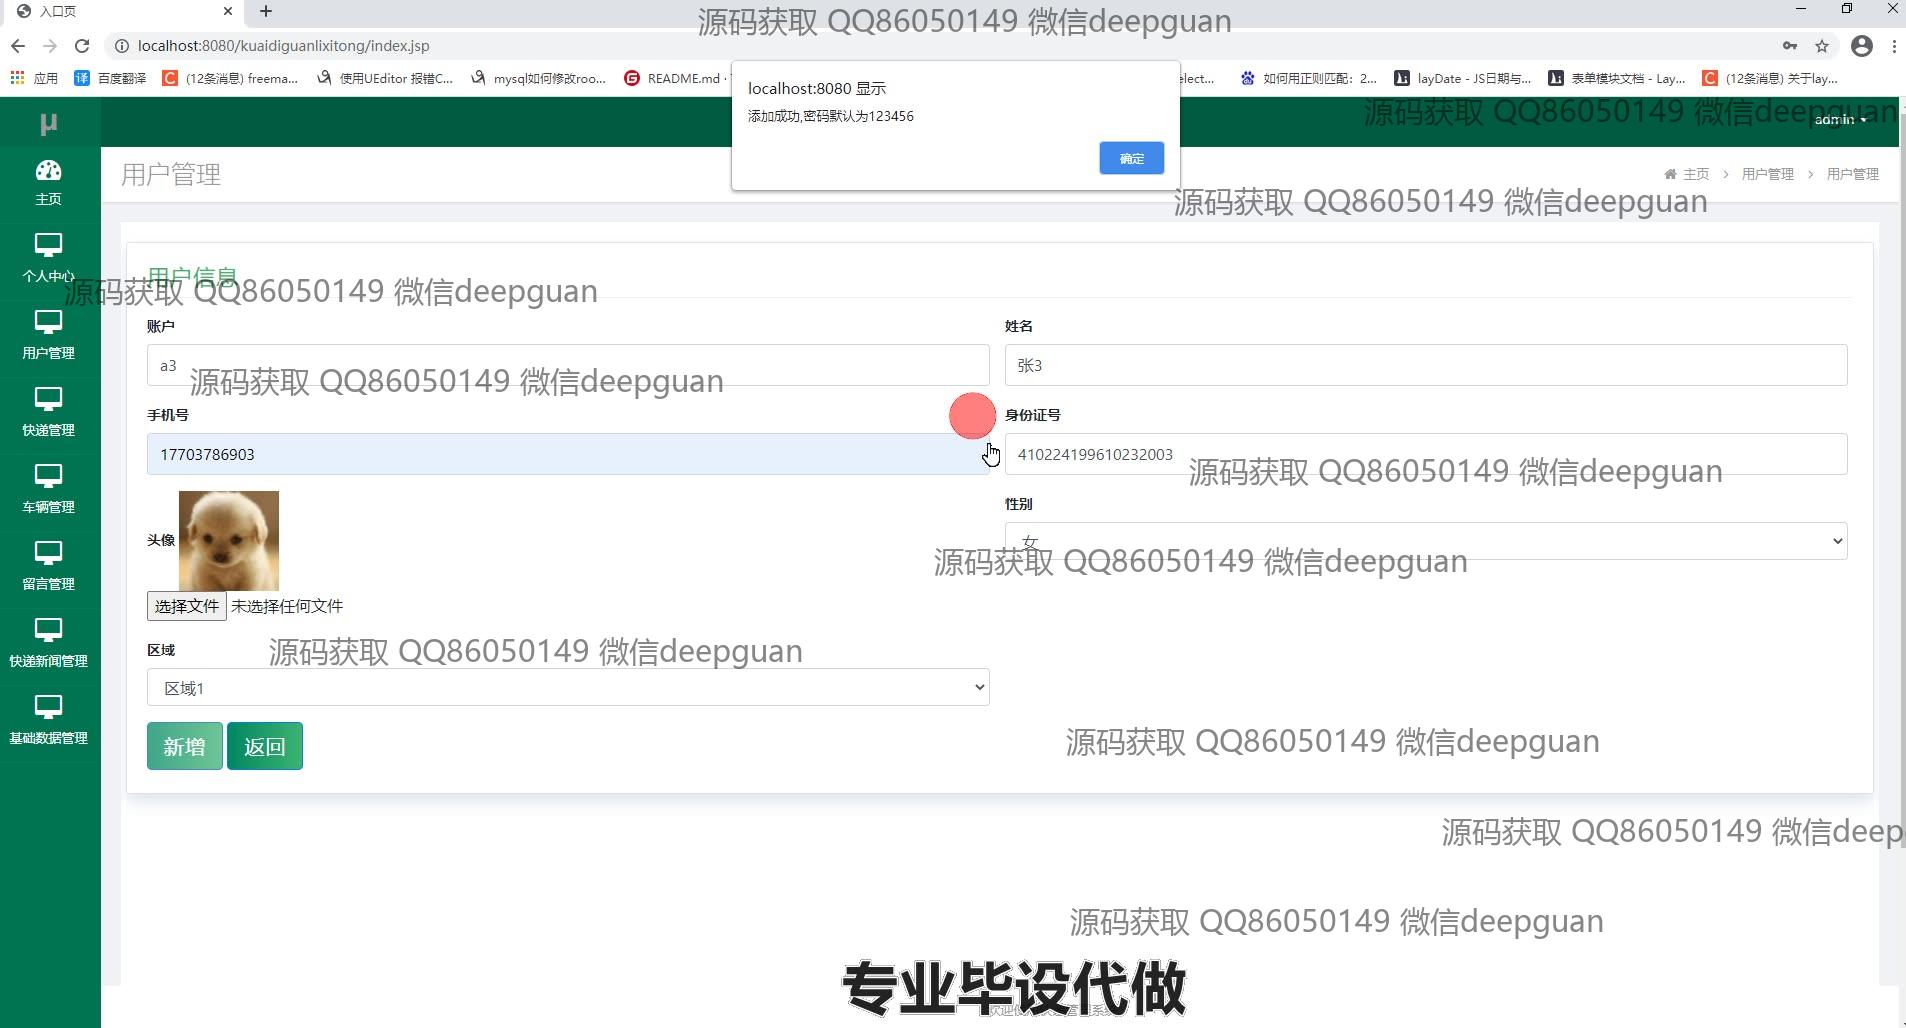 入口页
源码获取 QQ86050149 微信deepguan
localhost:8080/kuaidiguanlixitong/index.jsp
应用
百度翻译
(12条消息) freema...
使用UEditor 报错C...
mysql如何修改roo...
README.md ·
elect...
如何用正则匹配：2...
layDate - JS日期与...
表单模块文档 - Lay...
(12条消息) 关于lay...
localhost:8080 显示
添加成功,密码默认为123456
确定
源码获取 QQ86050149 微信deepguan
admin
μ
主页
个人中心
用户管理
快递管理
车辆管理
留言管理
快递新闻管理
基础数据管理
用户管理
主页 > 用户管理 > 用户管理
源码获取 QQ86050149 微信deepguan
用户信息
源码获取 QQ86050149 微信deepguan
账户
姓名
a3
张3
源码获取 QQ86050149 微信deepguan
手机号
身份证号
17703786903
410224199610232003
源码获取 QQ86050149 微信deepguan
头像
性别
女
源码获取 QQ86050149 微信deepguan
选择文件 未选择任何文件
区域
源码获取 QQ86050149 微信deepguan
区域1
新增
返回
源码获取 QQ86050149 微信deepguan
源码获取 QQ86050149 微信deep
源码获取 QQ86050149 微信deepguan
专业毕设代做